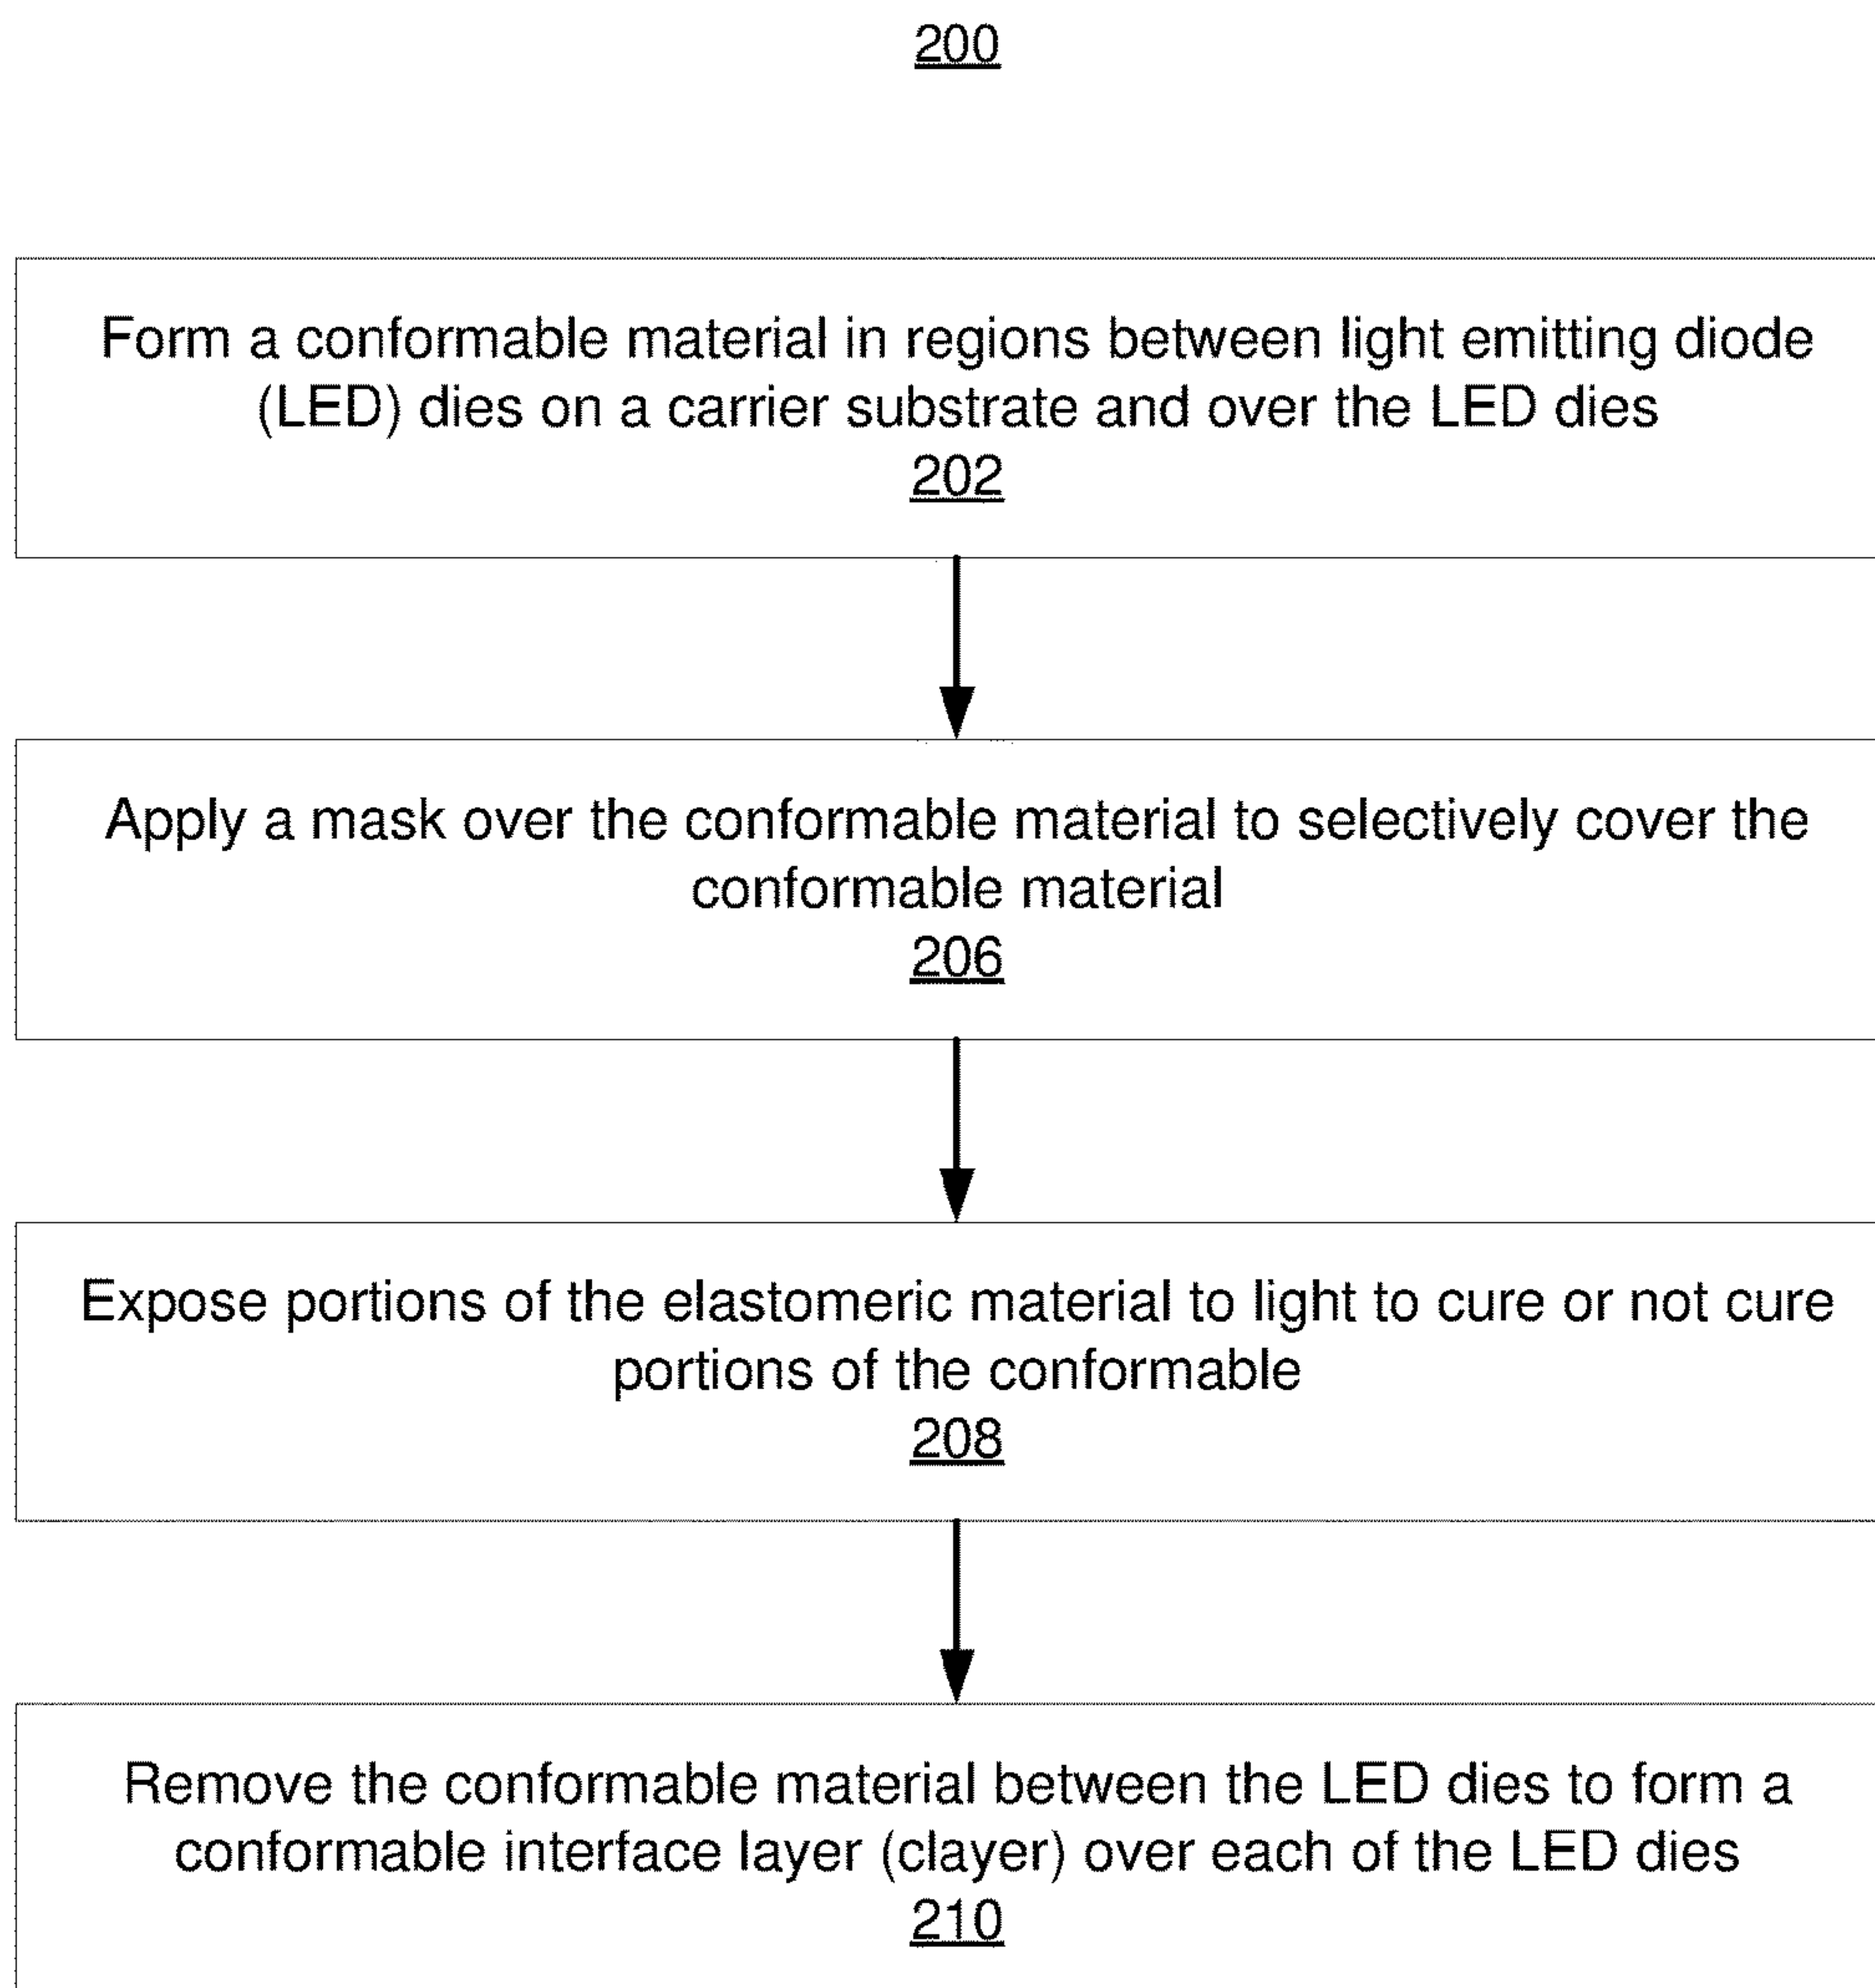 200
Form a conformable material in regions between light emitting diode
(LED) dies on a carrier substrate and over the LED dies
202
Apply a mask over the conformable material to selectively cover the
conformable material
206
Expose portions of the elastomeric material to light to cure or not cure
portions of the conformable
208
Remove the conformable material between the LED dies to form a
conformable interface layer (clayer) over each of the LED dies
210